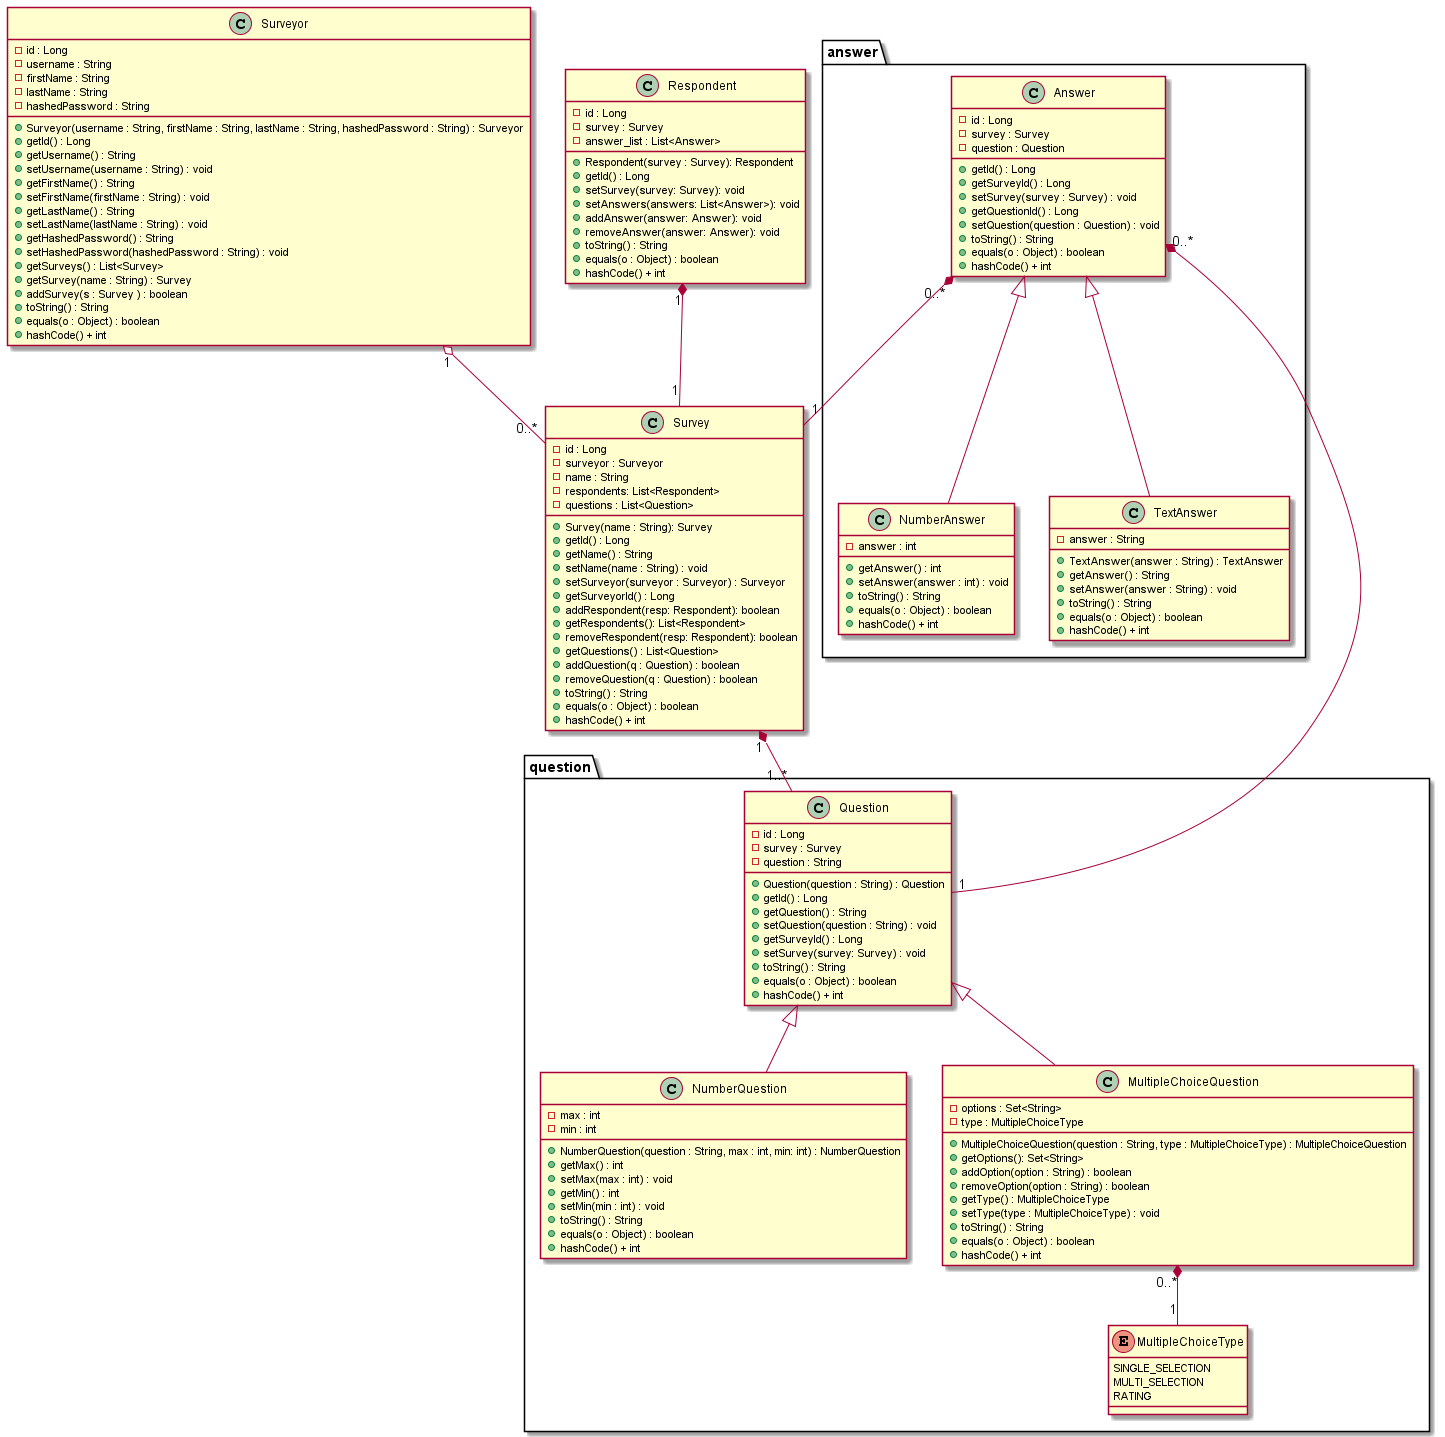 Surveyor
id : Long
username : String
firstName : String
lastName : String
hashedPassword : String
Surveyor(username : String, firstName : String, lastName : String, hashedPassword : String) : Surveyor
getId() : Long
getUsername() : String
setUsername(username : String) : void
getFirstName() : String
setFirstName(firstName : String) : void
getLastName() : String
setLastName(lastName : String) : void
getHashedPassword() : String
setHashedPassword(hashedPassword : String) : void
getSurveys() : List<Survey>
getSurvey(name : String) : Survey
addSurvey(s : Survey ) : boolean
toString() : String
equals(o : Object) : boolean
hashCode() + int
1
0..*
Respondent
id : Long
survey : Survey
answer_list : List<Answer>
Respondent(survey : Survey): Respondent
getId() : Long
setSurvey(survey: Survey): void
setAnswers(answers: List<Answer>): void
addAnswer(answer: Answer): void
removeAnswer(answer: Answer): void
toString() : String
equals(o : Object) : boolean
hashCode() + int
1
1
answer
Answer
id : Long
survey : Survey
question : Question
getId() : Long
getSurveyId() : Long
setSurvey(survey : Survey) : void
getQuestionId() : Long
setQuestion(question : Question) : void
toString() : String
equals(o : Object) : boolean
hashCode() + int
0..*
0..*
1
NumberAnswer
answer : int
getAnswer() : int
setAnswer(answer : int) : void
toString() : String
equals(o : Object) : boolean
hashCode() + int
TextAnswer
answer : String
TextAnswer(answer : String) : TextAnswer
getAnswer() : String
setAnswer(answer : String) : void
toString() : String
equals(o : Object) : boolean
hashCode() + int
Survey
id : Long
surveyor : Surveyor
name : String
respondents: List<Respondent>
questions : List<Question>
Survey(name : String): Survey
getId() : Long
getName() : String
setName(name : String) : void
setSurveyor(surveyor : Surveyor) : Surveyor
getSurveyorId() : Long
addRespondent(resp: Respondent): boolean
getRespondents(): List<Respondent>
removeRespondent(resp: Respondent): boolean
getQuestions() : List<Question>
addQuestion(q : Question) : boolean
removeQuestion(q : Question) : boolean
toString() : String
equals(o : Object) : boolean
hashCode() + int
1
1..*
question
Question
id : Long
survey : Survey
question : String
Question(question : String) : Question
getId() : Long
getQuestion() : String
setQuestion(question : String) : void
getSurveyId() : Long
setSurvey(survey: Survey) : void
toString() : String
equals(o : Object) : boolean
hashCode() + int
1
NumberQuestion
max : int
min : int
NumberQuestion(question : String, max : int, min: int) : NumberQuestion
getMax() : int
setMax(max : int) : void
getMin() : int
setMin(min : int) : void
toString() : String
equals(o : Object) : boolean
hashCode() + int
MultipleChoiceQuestion
options : Set<String>
type : MultipleChoiceType
MultipleChoiceQuestion(question : String, type : MultipleChoiceType) : MultipleChoiceQuestion
getOptions(): Set<String>
addOption(option : String) : boolean
removeOption(option : String) : boolean
getType() : MultipleChoiceType
setType(type : MultipleChoiceType) : void
toString() : String
equals(o : Object) : boolean
hashCode() + int
0..*
1
MultipleChoiceType
SINGLE_SELECTION
MULTI_SELECTION
RATING